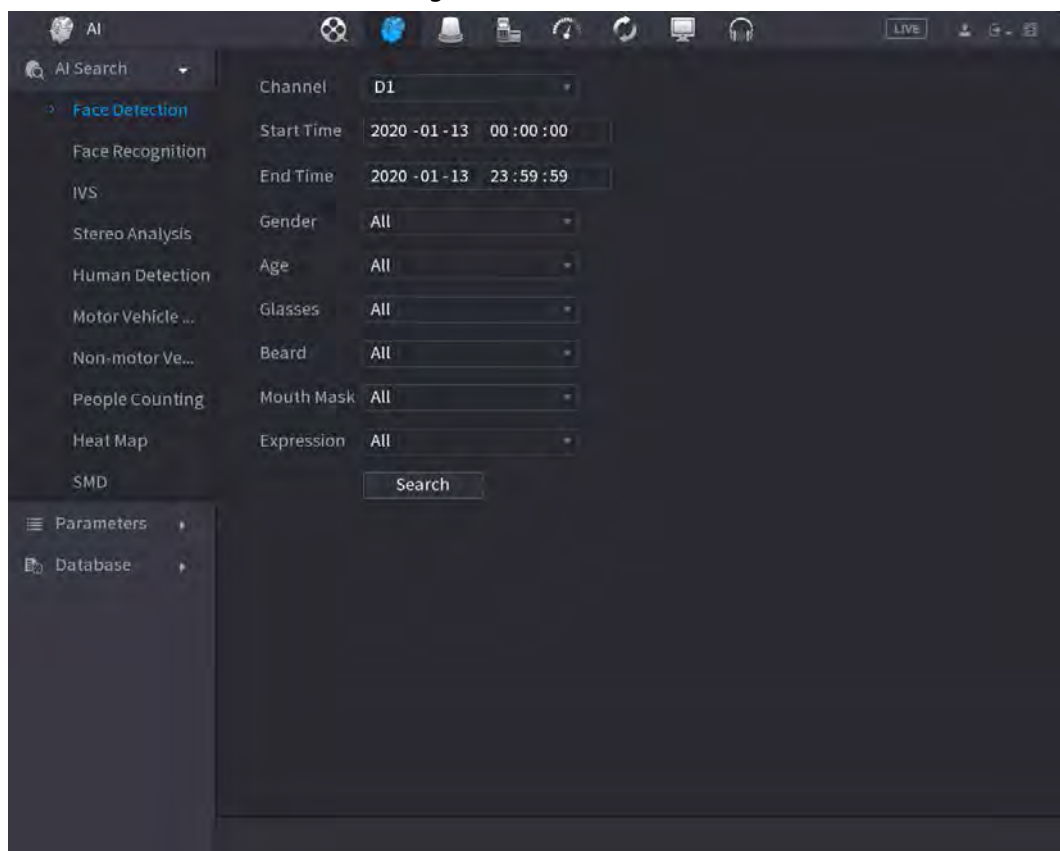 AI
LIVE
AI Search
Face Detection
Face Recognition
IVS
Stereo Analysis
Human Detection
Motor Vehicle ...
Non-motor Ve...
People Counting
Heat Map
SMD
Parameters
Database
Channel D1
Start Time 2020 -01 -13 00 :00 :00
End Time 2020 -01 -13 23 :59 :59
Gender All
Age All
Glasses All
Beard All
Mouth Mask All
Expression All
Search